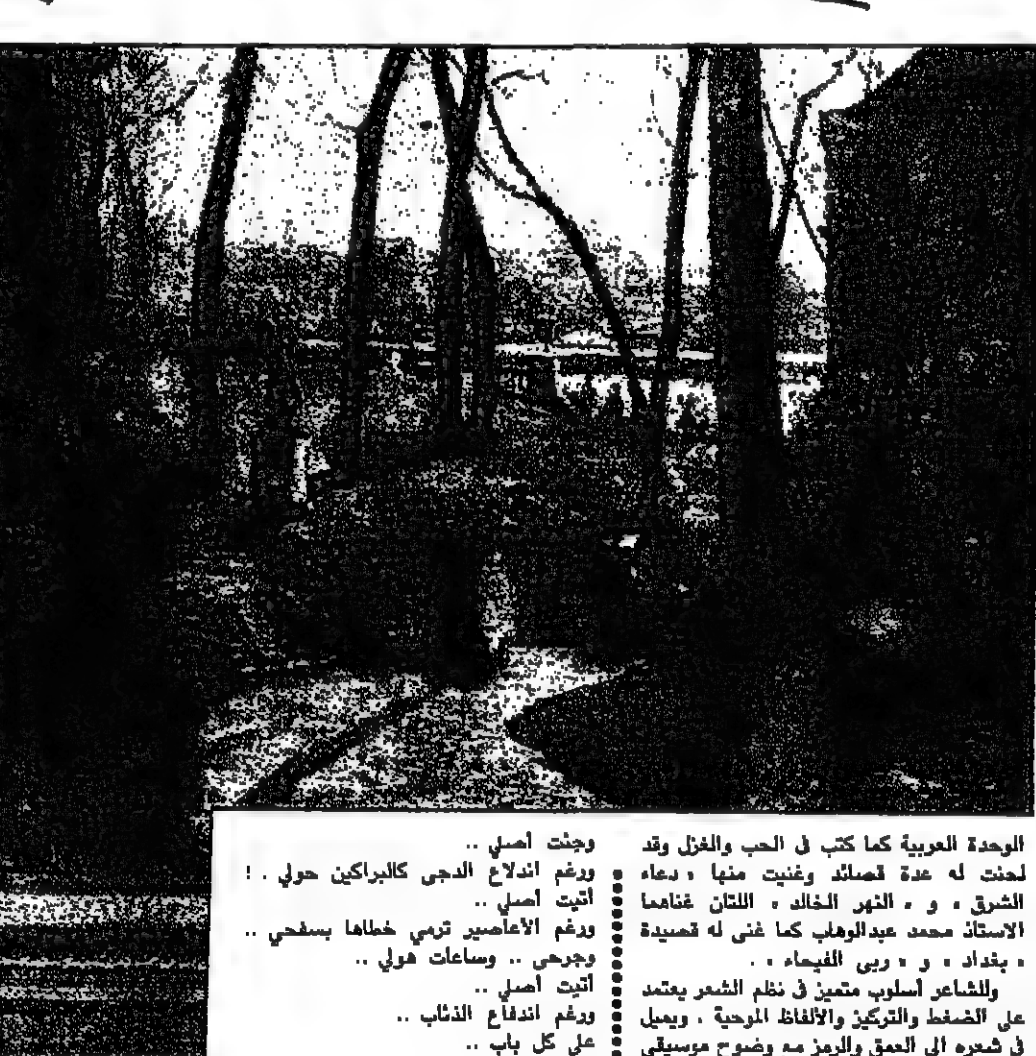 الوحدة العربية كما كتب في الحب والغزل وقد
لحنت له عدة قصائد وغنيت منها « دعاء
الشرق » و « النهر الخالد » اللتان غناهما
الاستاذ محمد عبدالوهاب كما غنى له قصيدة
« بغداد » و « ربى الفيحاء » .
وللشاعر أسلوب متميز في نظم الشعر يعتمد
على الضغط والتركيز والألفاظ الموحية . ويميل
في شعره الى العمق والرمز مع وضوح موسيقى
وجئت أصلي ..
ورغم اندلاع الدجى كالبراكين حولي . !
أتيت أصلي ..
ورغم الأعاصير ترمي خطاها بسفحي ..
وجرحى .. وساعات هولي ..
أتيت أصلي ..
ورغم اندفاع الذئاب ..
على كل باب ..